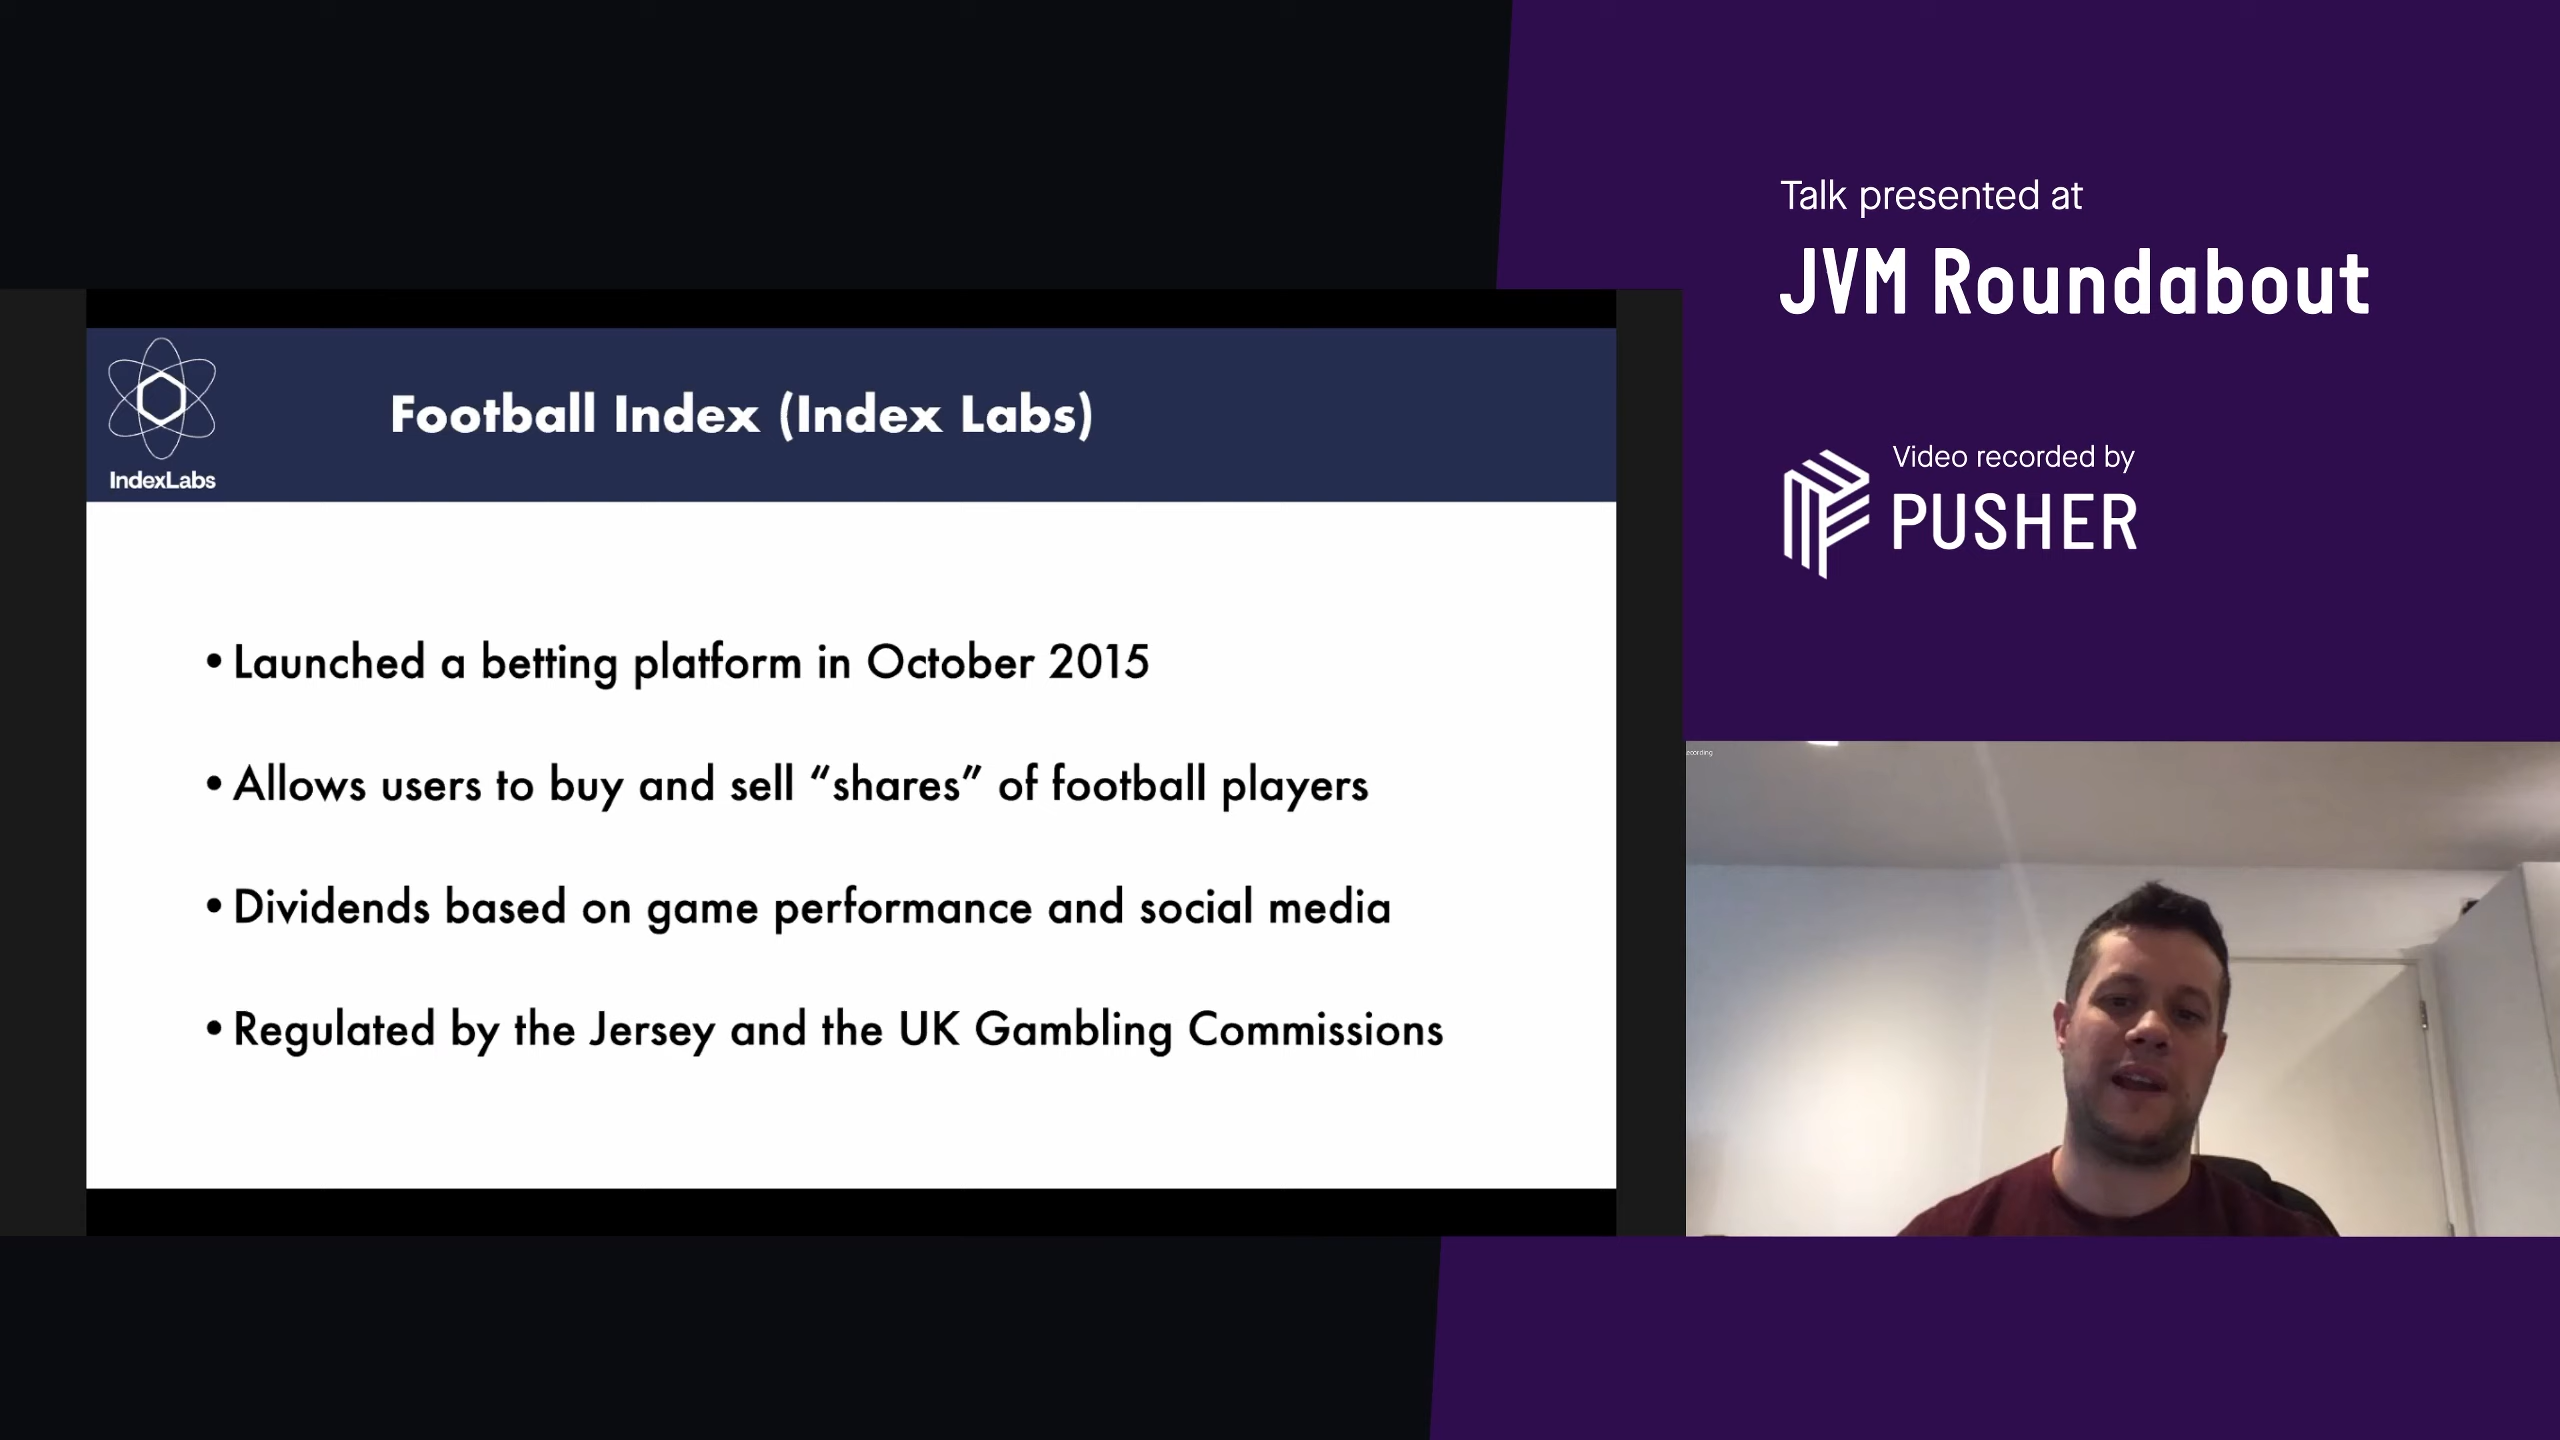 Talk presented at
JVM Roundabout
Video recorded by
PUSHER
IndexLabs
Football Index (Index Labs)
• Launched a betting platform in October 2015
• Allows users to buy and sell “shares” of football players
• Dividends based on game performance and social media
• Regulated by the Jersey and the UK Gambling Commissions
ecording